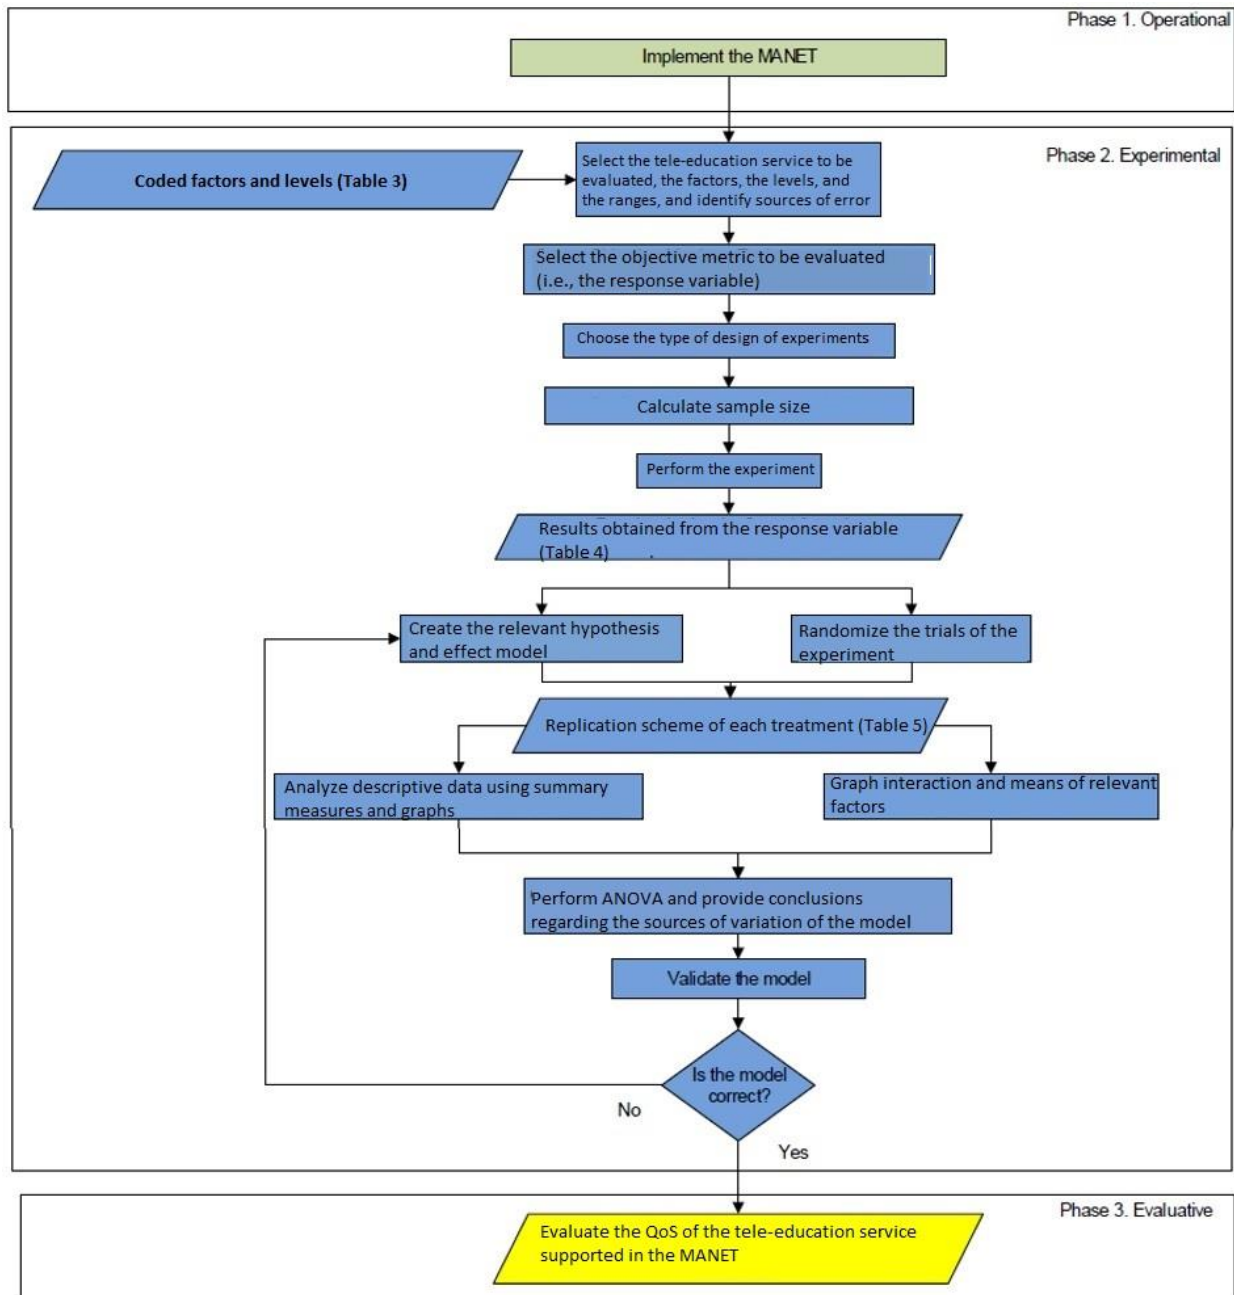 Phase 1. Operational
Implement the MANET
Phase 2. Experimental
Coded factors and levels (Table 3)
Select the tele-education service to be
evaluated, the factors, the levels, and
the ranges, and identify sources of error
Select the objective metric to be evaluated
(i.e., the response variable)
Choose the type of design of experiments
Calculate sample size
Perform the experiment
Results obtained from the response variable
(Table 4)
Create the relevant hypothesis
and effect model
Randomize the trials of the
experiment
Replication scheme of each treatment (Table 5)
Analyze descriptive data using summary
measures and graphs
Graph interaction and means of relevant
factors
Perform ANOVA and provide conclusions
regarding the sources of variation of the model
Validate the model
Is the model
correct?
No
Yes
Phase 3. Evaluative
Evaluate the QoS of the tele-education service
supported in the MANET